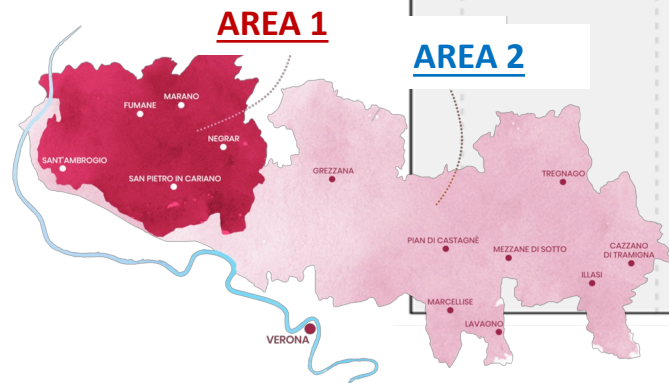 AREA 1
AREA 2
MARANO
FUMANE
NEGRAR
SANT'AMBROGIO
SAN PIETRO IN CARIANO
GREZZANA
TREGNAGO
PIAN DI CASTAGNÈ
MEZZANE DI SOTTO
CAZZANO
DI TRAMIGNA
ILLASI
MARCELLISE
LAVAGNO
VERONA